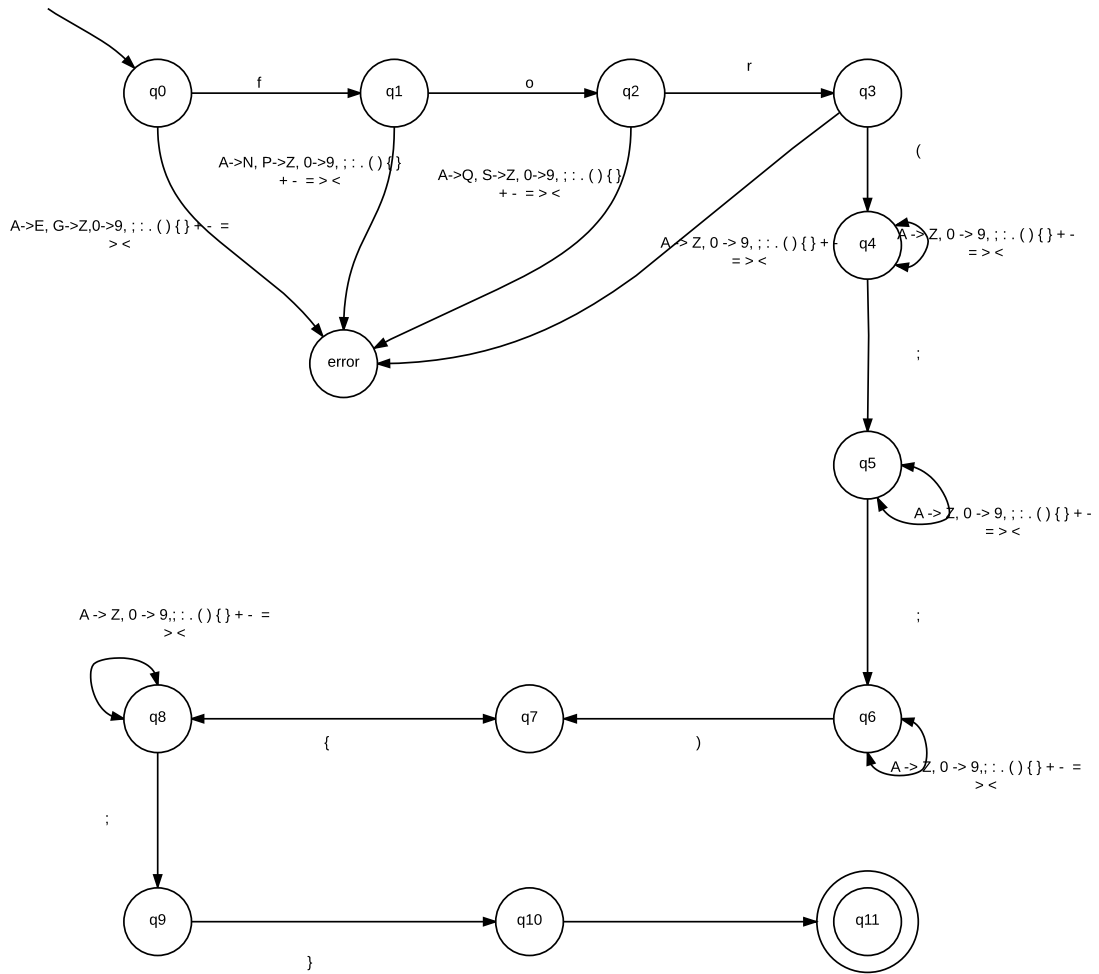 q0
f
q1
o
q2
r
q3
(
A->N, P->Z, 0->9, ; : . ( ) { }
+ -  = > <
A->Q, S->Z, 0->9, ; : . ( ) { }
+ -  = > <
A->E, G->Z,0->9, ; : . ( ) { } + -  =
> <
A -> Z, 0 -> 9, ; : . ( ) { } + -
= > <
q4
A -> Z, 0 -> 9, ; : . ( ) { } + -
= > <
error
;
q5
A -> Z, 0 -> 9, ; : . ( ) { } + -
= > <
;
A -> Z, 0 -> 9,; : . ( ) { } + -  =
> <
q8
{
q7
)
q6
A -> Z, 0 -> 9,; : . ( ) { } + -  =
> <
;
q9
}
q10
q11